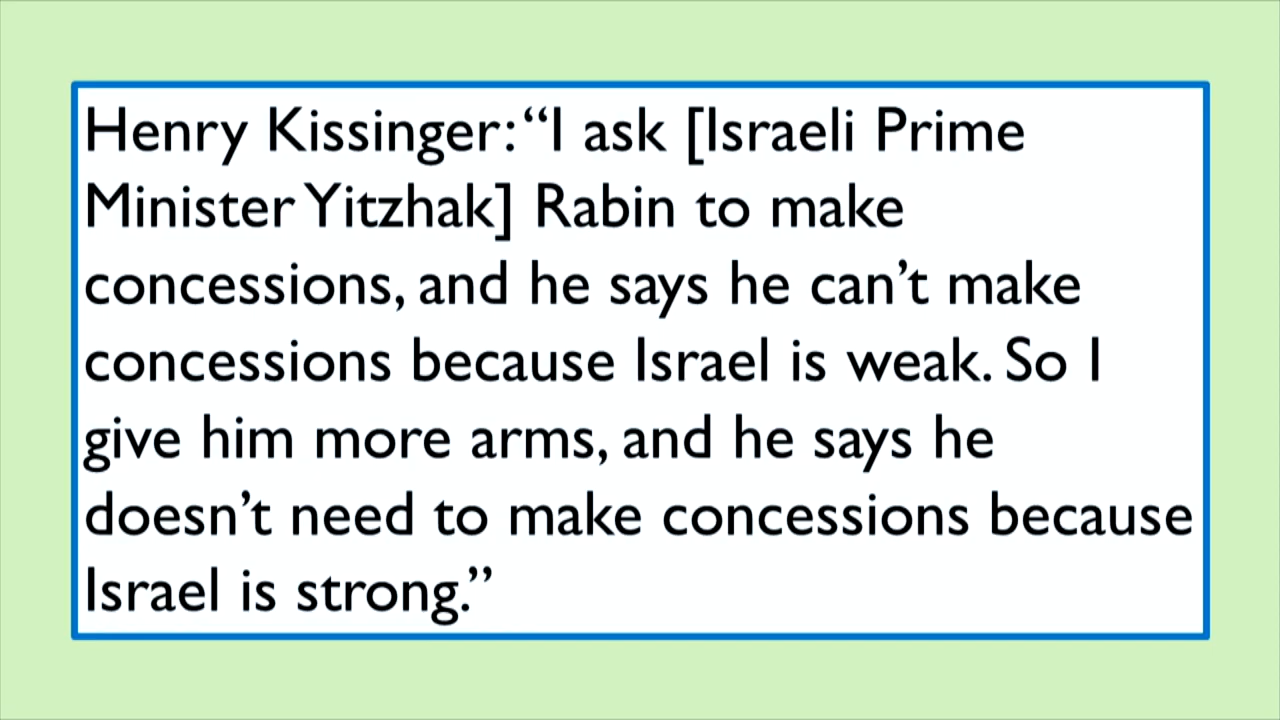 Henry Kissinger: “I ask [Israeli Prime
Minister Yitzhak] Rabin to make
concessions, and he says he can’t make
concessions because Israel is weak. So I
give him more arms, and he says he
doesn’t need to make concessions because
Israel is strong.”